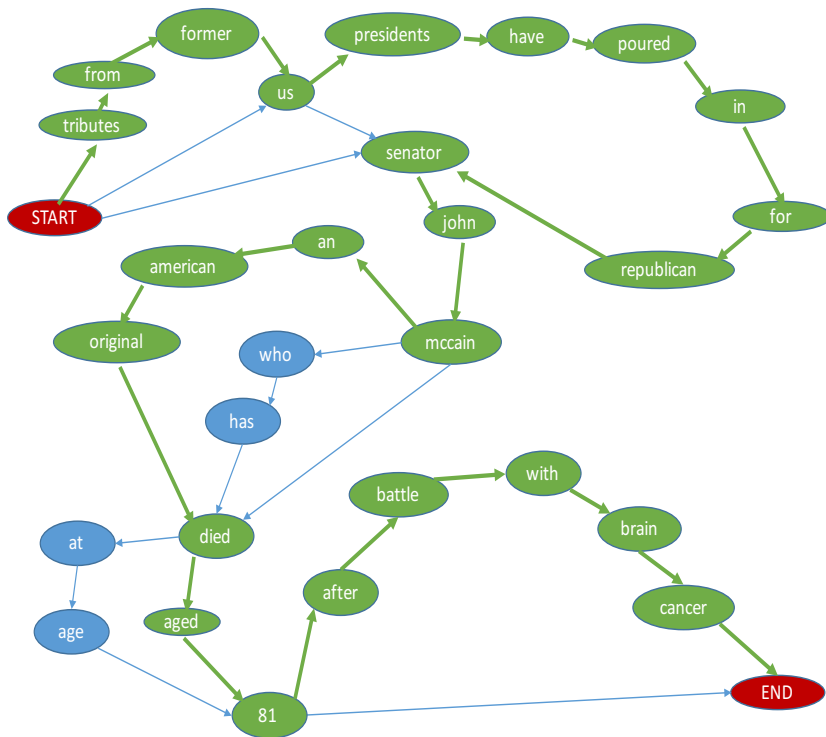 START
tributes
from
former
us
presidents
have
poured
in
for
republican
senator
john
mccain
an
american
original
who
has
died
at
age
aged
81
after
battle
with
brain
cancer
END